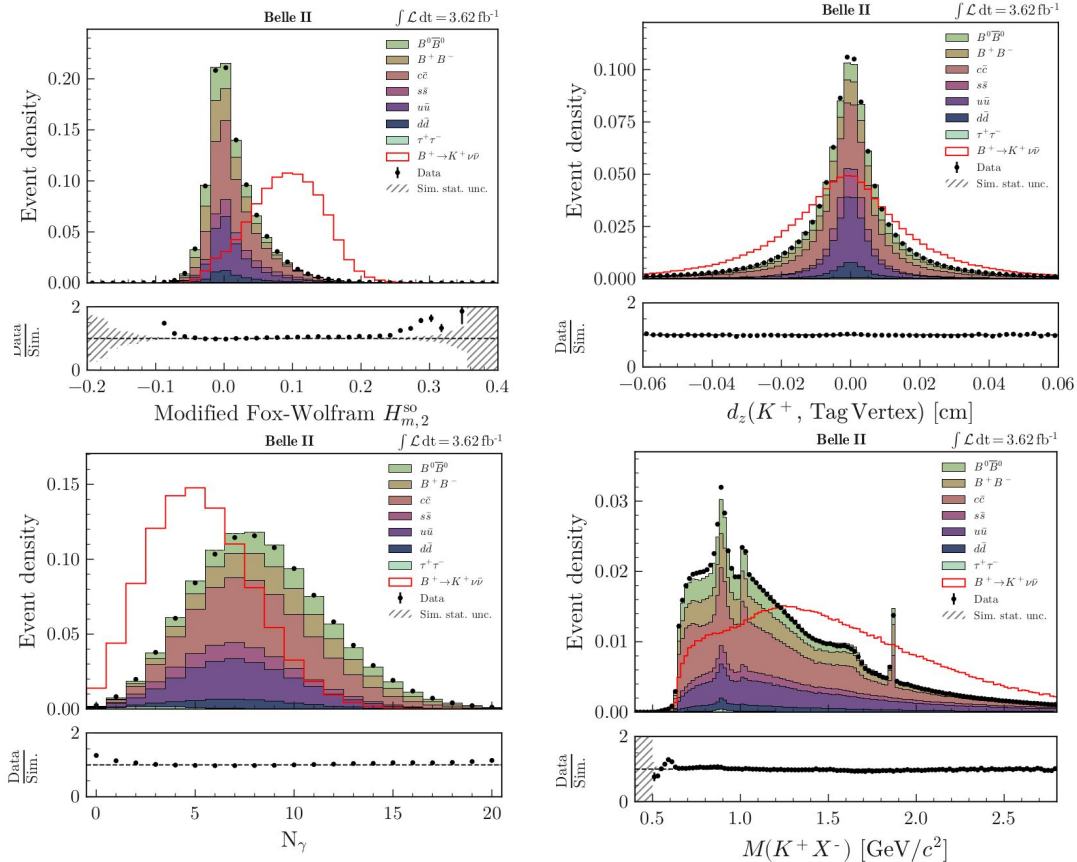 Belle II ∫ ℒ dt = 3.62 fb⁻¹
Event density
0.20
0.15
0.10
0.05
0.00
B⁰B̅⁰
B⁺B⁻
cc̄
ss̄
uū
dd̄
τ⁺τ⁻
B⁺→K⁺νν̄
Data
Sim. stat. unc.
Data
Sim.
2
1
0
−0.2 −0.1 0.0 0.1 0.2 0.3 0.4
Modified Fox-Wolfram H^so_m,2
Belle II ∫ ℒ dt = 3.62 fb⁻¹
Event density
0.100
0.075
0.050
0.025
0.000
B⁰B̅⁰
B⁺B⁻
cc̄
ss̄
uū
dd̄
τ⁺τ⁻
B⁺→K⁺νν̄
Data
Sim. stat. unc.
Data
Sim.
2
1
0
−0.06 −0.04 −0.02 0.00 0.02 0.04 0.06
d_z(K⁺, Tag Vertex) [cm]
Belle II ∫ ℒ dt = 3.62 fb⁻¹
Event density
0.15
0.10
0.05
0.00
B⁰B̅⁰
B⁺B⁻
cc̄
ss̄
uū
dd̄
τ⁺τ⁻
B⁺→K⁺νν̄
Data
Sim. stat. unc.
Data
Sim.
2
1
0
0 5 10 15 20
N_γ
Belle II ∫ ℒ dt = 3.62 fb⁻¹
Event density
0.03
0.02
0.01
0.00
B⁰B̅⁰
B⁺B⁻
cc̄
ss̄
uū
dd̄
τ⁺τ⁻
B⁺→K⁺νν̄
Data
Sim. stat. unc.
Data
Sim.
2
1
0
0.5 1.0 1.5 2.0 2.5
M(K⁺X⁻) [GeV/c²]